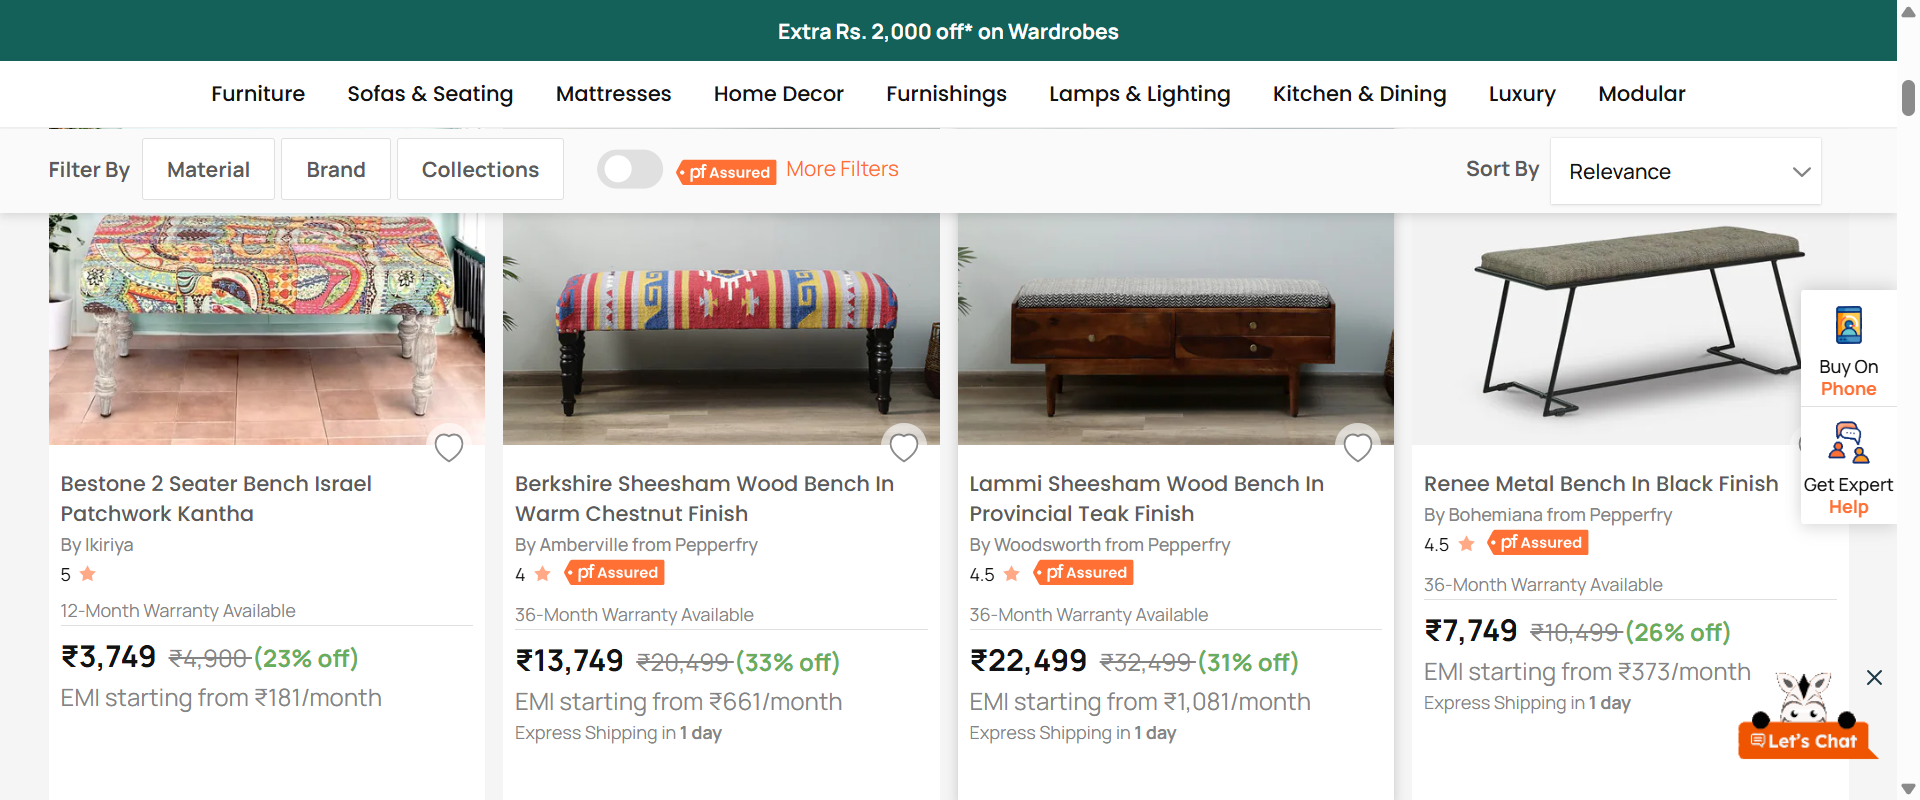 Extra Rs. 2,000 off* on Wardrobes
Furniture Sofas & Seating Mattresses Home Decor Furnishings Lamps & Lighting Kitchen & Dining Luxury Modular
Filter By Material Brand Collections pf Assured More Filters Sort By Relevance
Buy On
Phone
Get Expert
Help
Bestone 2 Seater Bench Israel
Patchwork Kantha
By Ikiriya
5
12-Month Warranty Available
₹3,749 ₹4,900 (23% off)
EMI starting from ₹181/month
Berkshire Sheesham Wood Bench In
Warm Chestnut Finish
By Amberville from Pepperfry
4 pf Assured
36-Month Warranty Available
₹13,749 ₹20,499 (33% off)
EMI starting from ₹661/month
Express Shipping in 1 day
Lammi Sheesham Wood Bench In
Provincial Teak Finish
By Woodsworth from Pepperfry
4.5 pf Assured
36-Month Warranty Available
₹22,499 ₹32,499 (31% off)
EMI starting from ₹1,081/month
Express Shipping in 1 day
Renee Metal Bench In Black Finish
By Bohemiana from Pepperfry
4.5 pf Assured
36-Month Warranty Available
₹7,749 ₹10,499 (26% off)
EMI starting from ₹373/month
Express Shipping in 1 day
Let's Chat